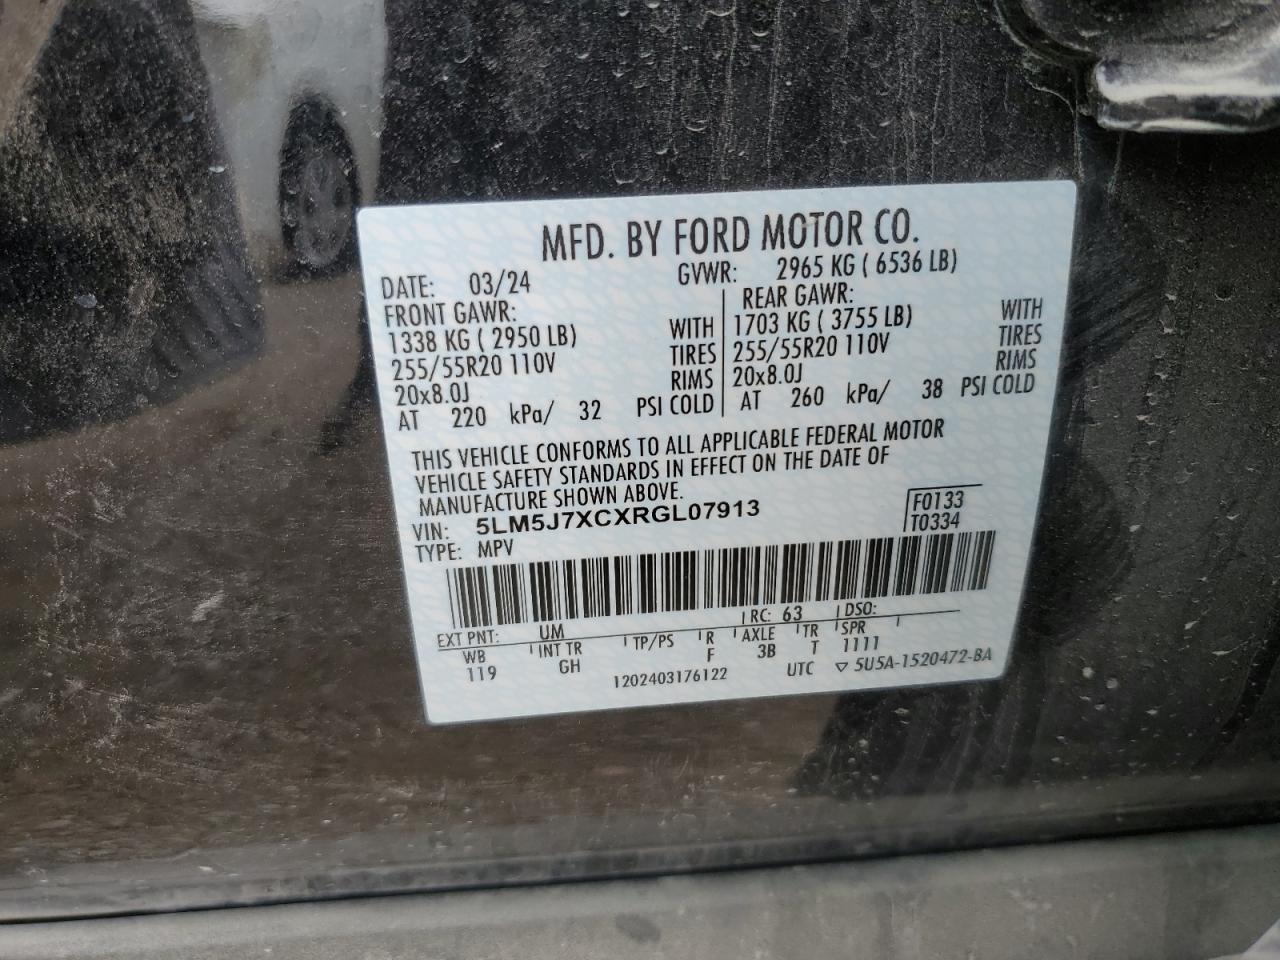 MFD. BY FORD MOTOR CO.
DATE: 03/24 GVWR: 2965 KG ( 6536 LB)
FRONT GAWR: REAR GAWR:
1338 KG ( 2950 LB) WITH 1703 KG ( 3755 LB) WITH
255/55R20 110V TIRES 255/55R20 110V TIRES
20x8.0J RIMS 20x8.0J RIMS
AT 220 kPa/ 32 PSI COLD AT 260 kPa/ 38 PSI COLD
THIS VEHICLE CONFORMS TO ALL APPLICABLE FEDERAL MOTOR
VEHICLE SAFETY STANDARDS IN EFFECT ON THE DATE OF
MANUFACTURE SHOWN ABOVE.
VIN: 5LM5J7XCXRGL07913 F0133
TYPE: MPV T0334
EXT PNT: UM RC: 63 DSO:
WB INT TR TP/PS R AXLE TR SPR
119 GH F 3B T 1111
1202403176122 UTC ▽ 5U5A-1520472-BA